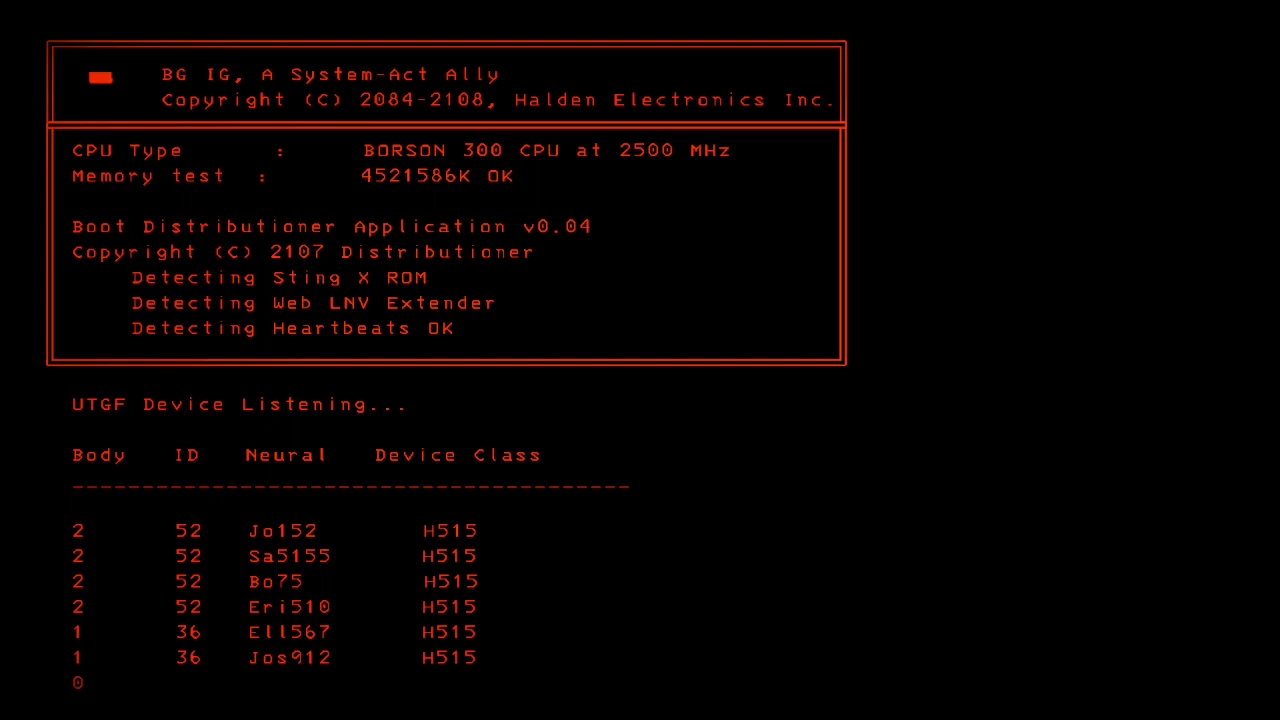 BG IG, A System-Act Ally
Copyright (C) 2084-2108, Halden Electronics Inc.
CPU Type : BORSON 300 CPU at 2500 MHz
Memory test : 4521586K OK
Boot Distributioner Application v0.04
Copyright (C) 2107 Distributioner
Detecting Sting X ROM
Detecting Web LNV Extender
Detecting Heartbeats OK
UTGF Device Listening...
Body ID Neural Device Class
-----------------------------------------
2 52 Jo152 H515
2 52 Sa5155 H515
2 52 Bo75 H515
2 52 Eri510 H515
1 36 Ell567 H515
1 36 Jos912 H515
0